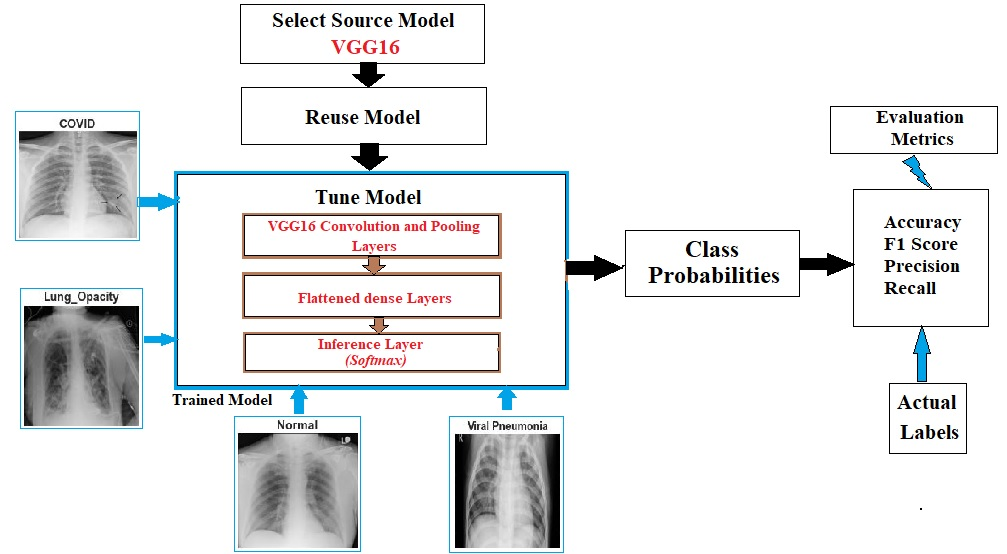 Select Source Model
VGG16
Reuse Model
COVID
Tune Model
VGG16 Convolution and Pooling
Layers
Flattened dense Layers
Inference Layer
(Softmax)
Trained Model
Lung_Opacity
Normal
Viral Pneumonia
Class
Probabilities
Evaluation
Metrics
Accuracy
F1 Score
Precision
Recall
Actual
Labels